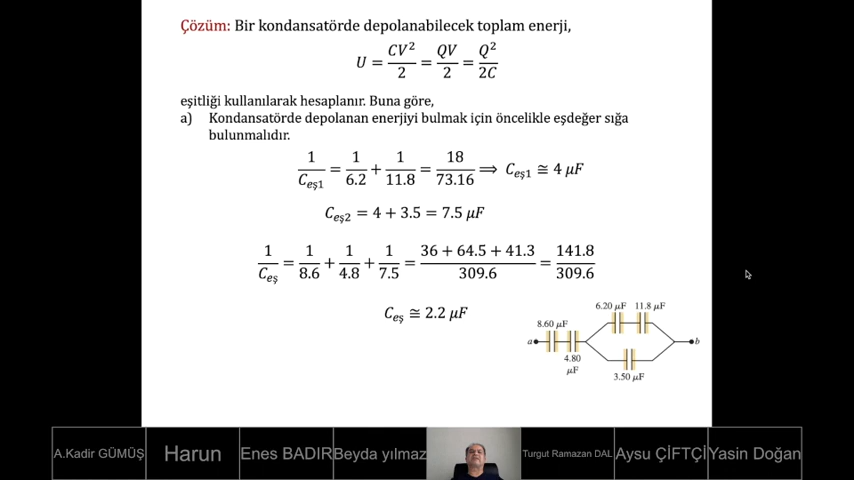 Çözüm: Bir kondansatörde depolanabilecek toplam enerji,
U = CV²/2 = QV/2 = Q²/2C
eşitliği kullanılarak hesaplanır. Buna göre,
a) Kondansatörde depolanan enerjiyi bulmak için öncelikle eşdeğer sığa
bulunmalıdır.
1/C_eş1 = 1/6.2 + 1/11.8 = 18/73.16 ⟹ C_eş1 ≅ 4 μF
C_eş2 = 4 + 3.5 = 7.5 μF
1/C_eş = 1/8.6 + 1/4.8 + 1/7.5 = 36 + 64.5 + 41.3/309.6 = 141.8/309.6
C_eş ≅ 2.2 μF
6.20 μF 11.8 μF
8.60 μF
a b
4.80
μF
3.50 μF
A.Kadir GÜMÜŞ Harun Enes BADIR Beyda yılmaz Turgut Ramazan DAL Aysu ÇİFTÇİ Yasin Doğan